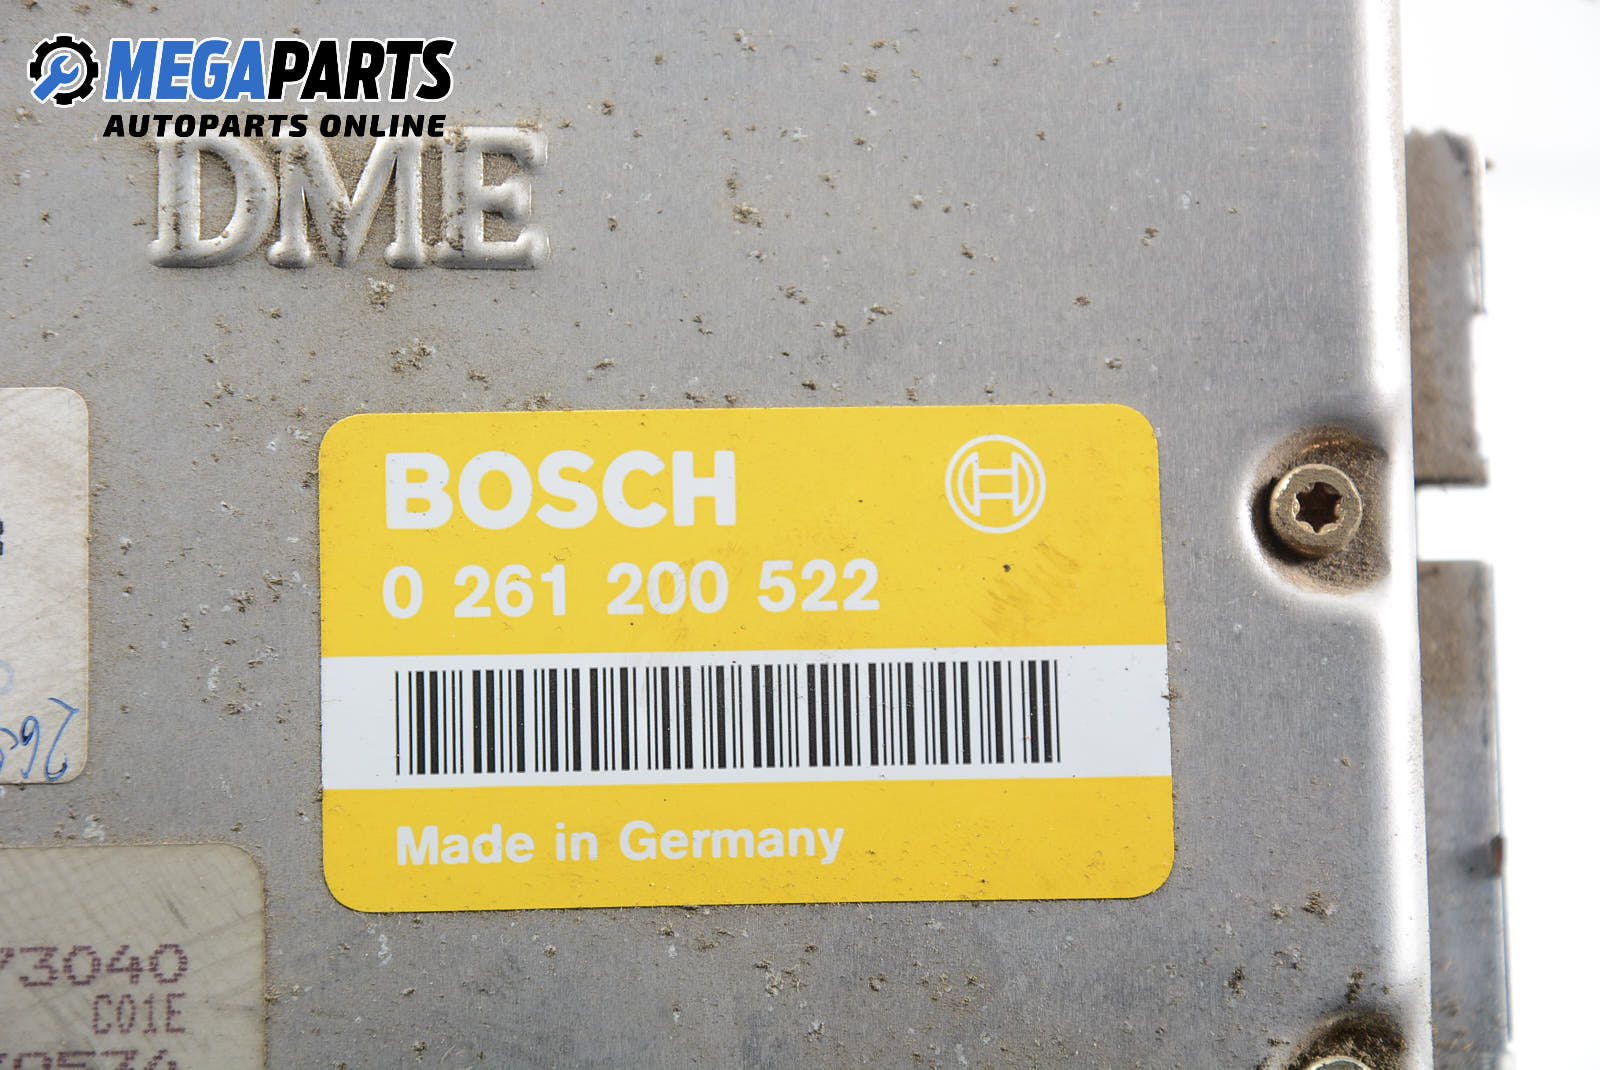 MEGAPARTS
AUTOPARTS ONLINE
DME
BOSCH
0 261 200 522
Made in Germany
73040
C01E